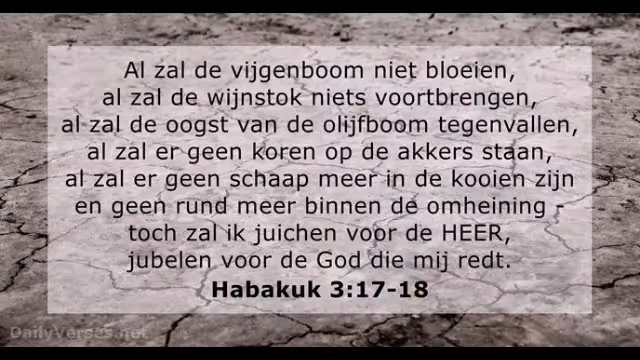 Al zal de vijgenboom niet bloeien,
al zal de wijnstok niets voortbrengen,
al zal de oogst van de olijfboom tegenvallen,
al zal er geen koren op de akkers staan,
al zal er geen schaap meer in de kooien zijn
en geen rund meer binnen de omheining -
toch zal ik juichen voor de HEER,
jubelen voor de God die mij redt.
Habakuk 3:17-18
DailyVerses.net